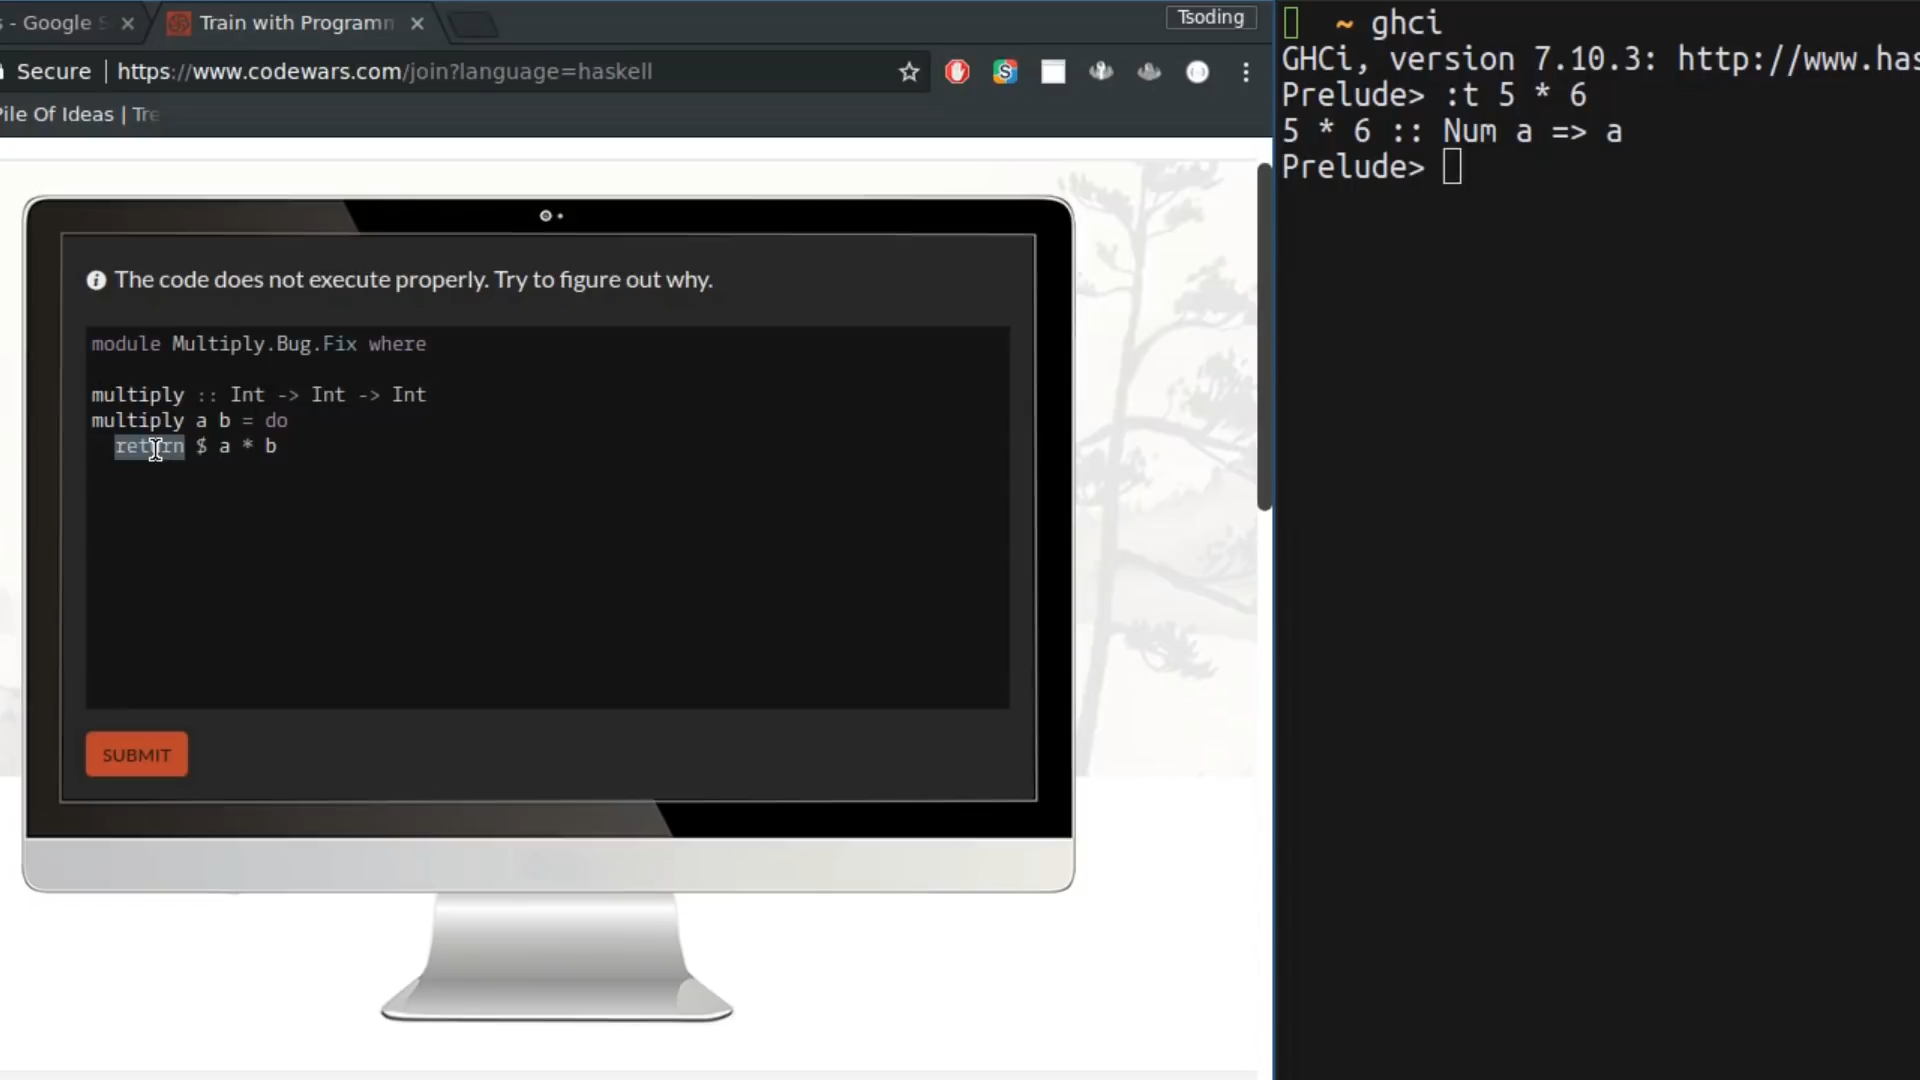 s - Google S
Train with Programm
Tsoding
Secure
https://www.codewars.com/join?language=haskell
Pile Of Ideas | Tre
The code does not execute properly. Try to figure out why.
module Multiply.Bug.Fix where
multiply :: Int -> Int -> Int
multiply a b = do
return $ a * b
SUBMIT
~ ghci
GHCi, version 7.10.3: http://www.has
Prelude> :t 5 * 6
5 * 6 :: Num a => a
Prelude>